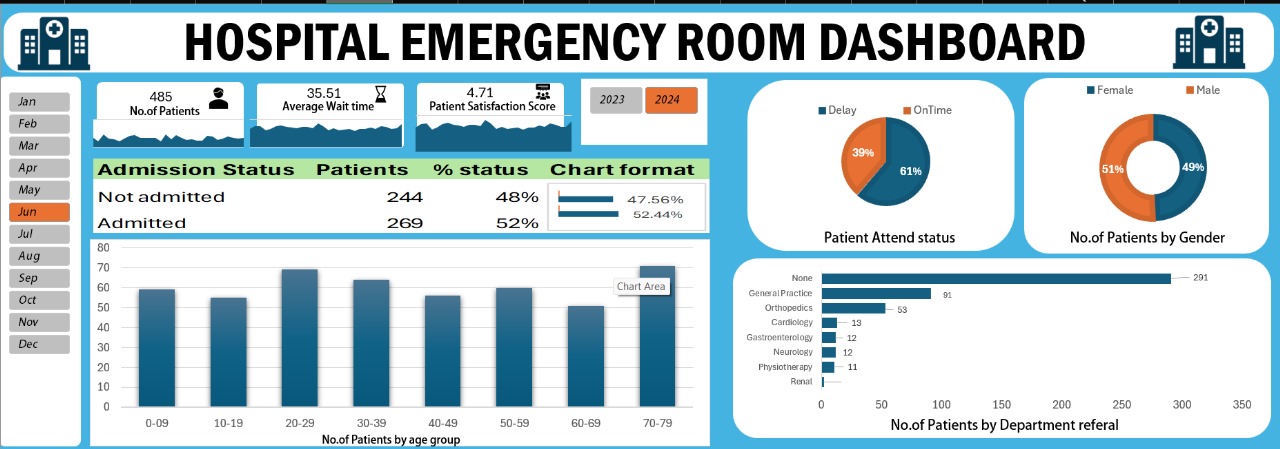 HOSPITAL EMERGENCY ROOM DASHBOARD
Jan
Feb
Mar
Apr
May
Jun
Jul
Aug
Sep
Oct
Nov
Dec
485
No.of Patients
35.51
Average Wait time
4.71
Patient Satisfaction Score
2023
2024
Admission Status Patients % status Chart format
Not admitted 244 48% 47.56%
Admitted 269 52% 52.44%
80
70
60
50
40
30
20
10
0
Chart Area
0-09 10-19 20-29 30-39 40-49 50-59 60-69 70-79
No.of Patients by age group
Delay OnTime
39%
61%
Patient Attend status
Female Male
51% 49%
No.of Patients by Gender
None 291
General Practice 91
Orthopedics 53
Cardiology 13
Gastroenterology 12
Neurology 12
Physiotherapy 11
Renal
0 50 100 150 200 250 300 350
No.of Patients by Department referal